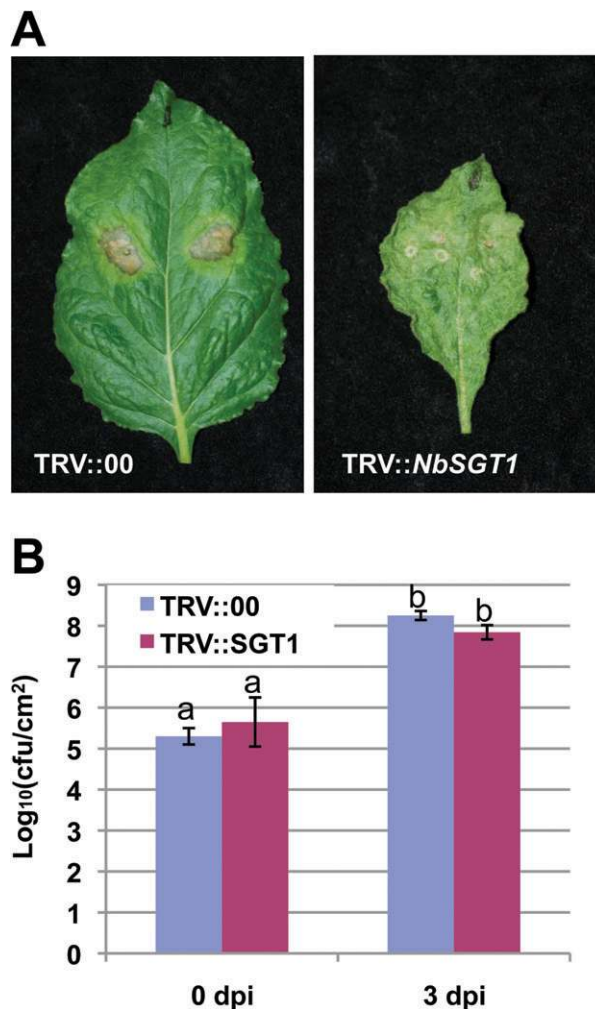 A
TRV::00
TRV::NbSGT1
B
Log₁₀(cfu/cm²)
9
8
7
6
5
4
3
2
1
0
TRV::00
TRV::SGT1
a
a
b
b
0 dpi
3 dpi